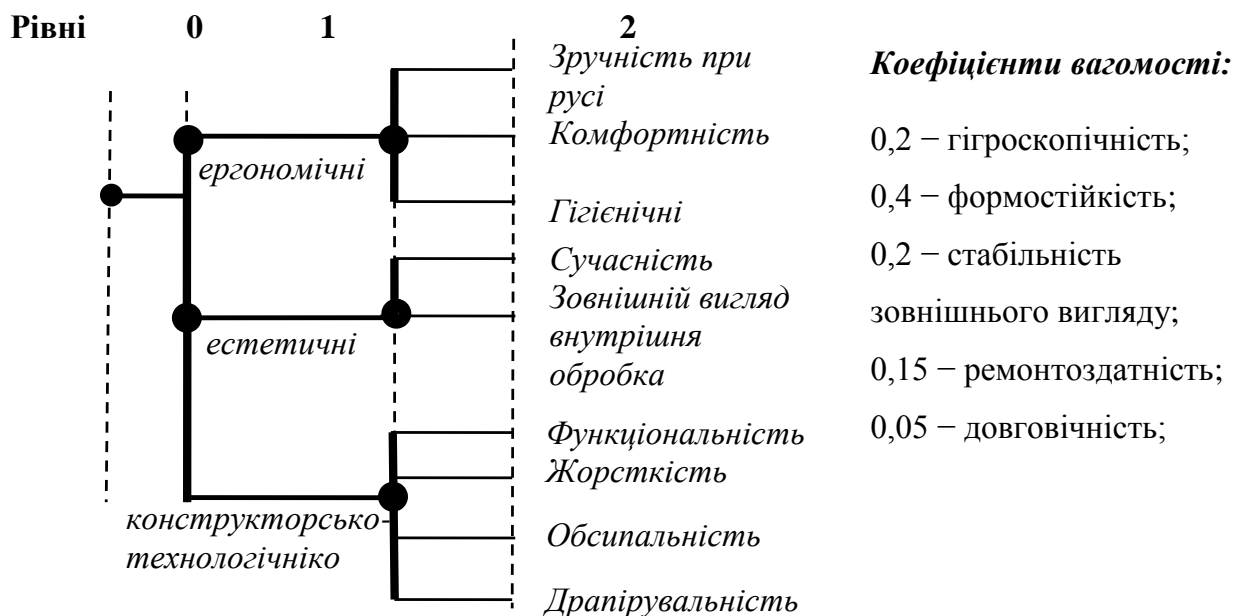 Рівні 0 1 2
ергономічні
естетичні
конструкторсько-
технологічніко
Зручність при
русі
Комфортність
Гігієнічні
Сучасність
Зовнішній вигляд
внутрішня
обробка
Функціональність
Жорсткість
Обсипальність
Драпірувальність
Коефіцієнти вагомості:
0,2 − гігроскопічність;
0,4 − формостійкість;
0,2 − стабільність
зовнішнього вигляду;
0,15 − ремонтоздатність;
0,05 − довговічність;